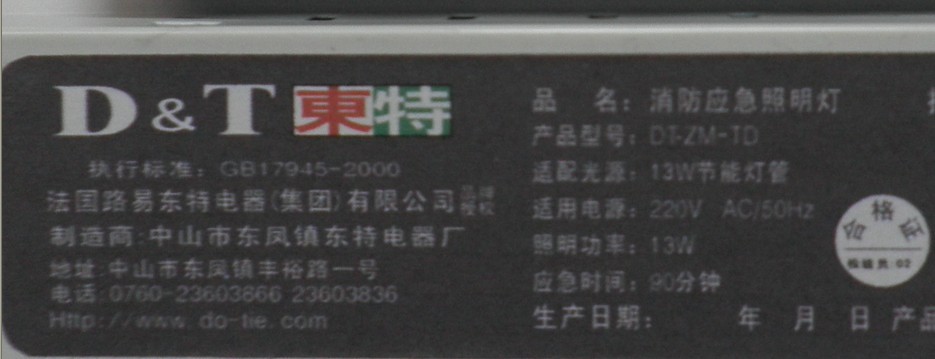 D&T 東特
执行标准：GB17945-2000
法国路易东特电器(集团)有限公司 品牌授权
制造商:中山市东凤镇东特电器厂
地址:中山市东凤镇丰裕路一号
电话:0760-23603866 23603836
Http://www.do-tie.com
品 名：消防应急照明灯
产品型号：DT-ZM-TD
适配光源：13W节能灯管
适用电源：220V AC/50Hz
照明功率：13W
应急时间：90分钟
生产日期： 年 月 日 产品
合格证
检验员:02